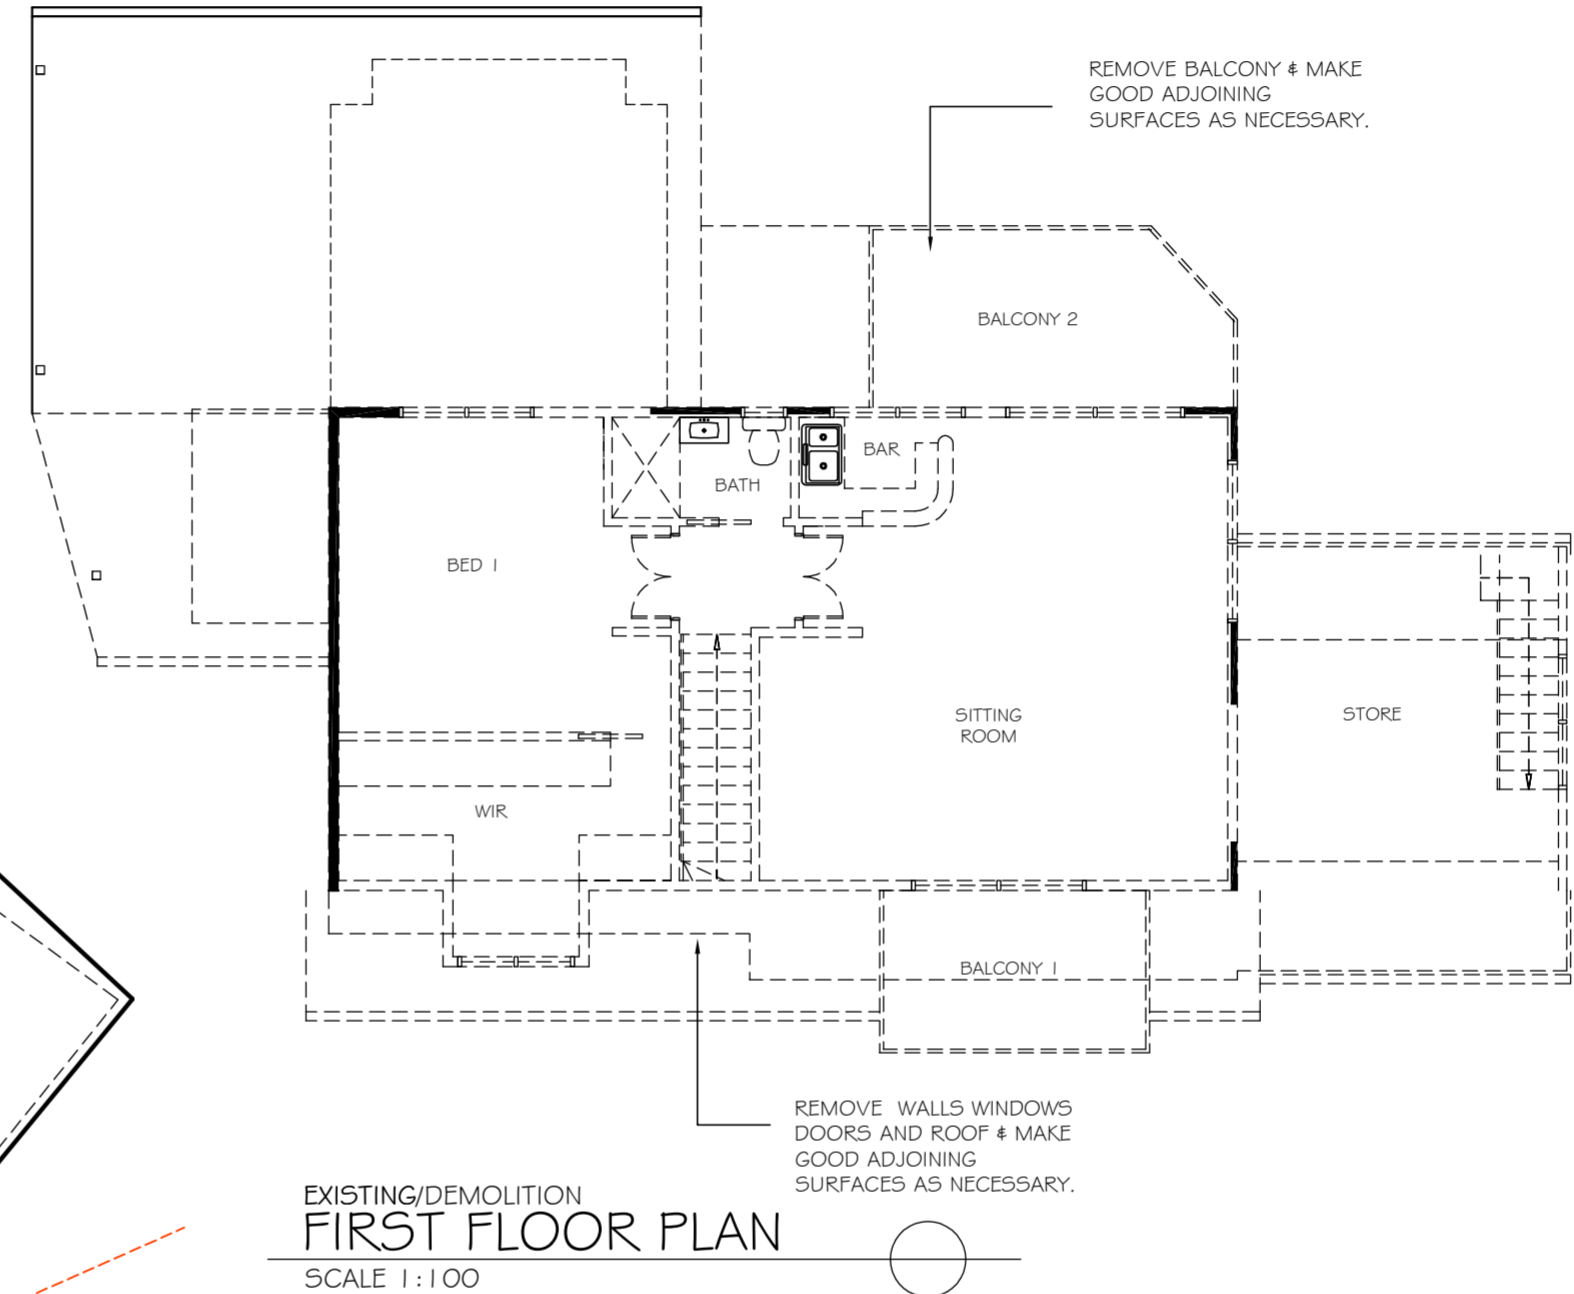 REMOVE BALCONY & MAKE
GOOD ADJOINING
SURFACES AS NECESSARY.
BALCONY 2
BAR
BATH
BED 1
SITTING
ROOM
STORE
WIR
BALCONY 1
REMOVE WALLS WINDOWS
DOORS AND ROOF & MAKE
GOOD ADJOINING
SURFACES AS NECESSARY.
EXISTING/DEMOLITION
FIRST FLOOR PLAN
SCALE 1:100